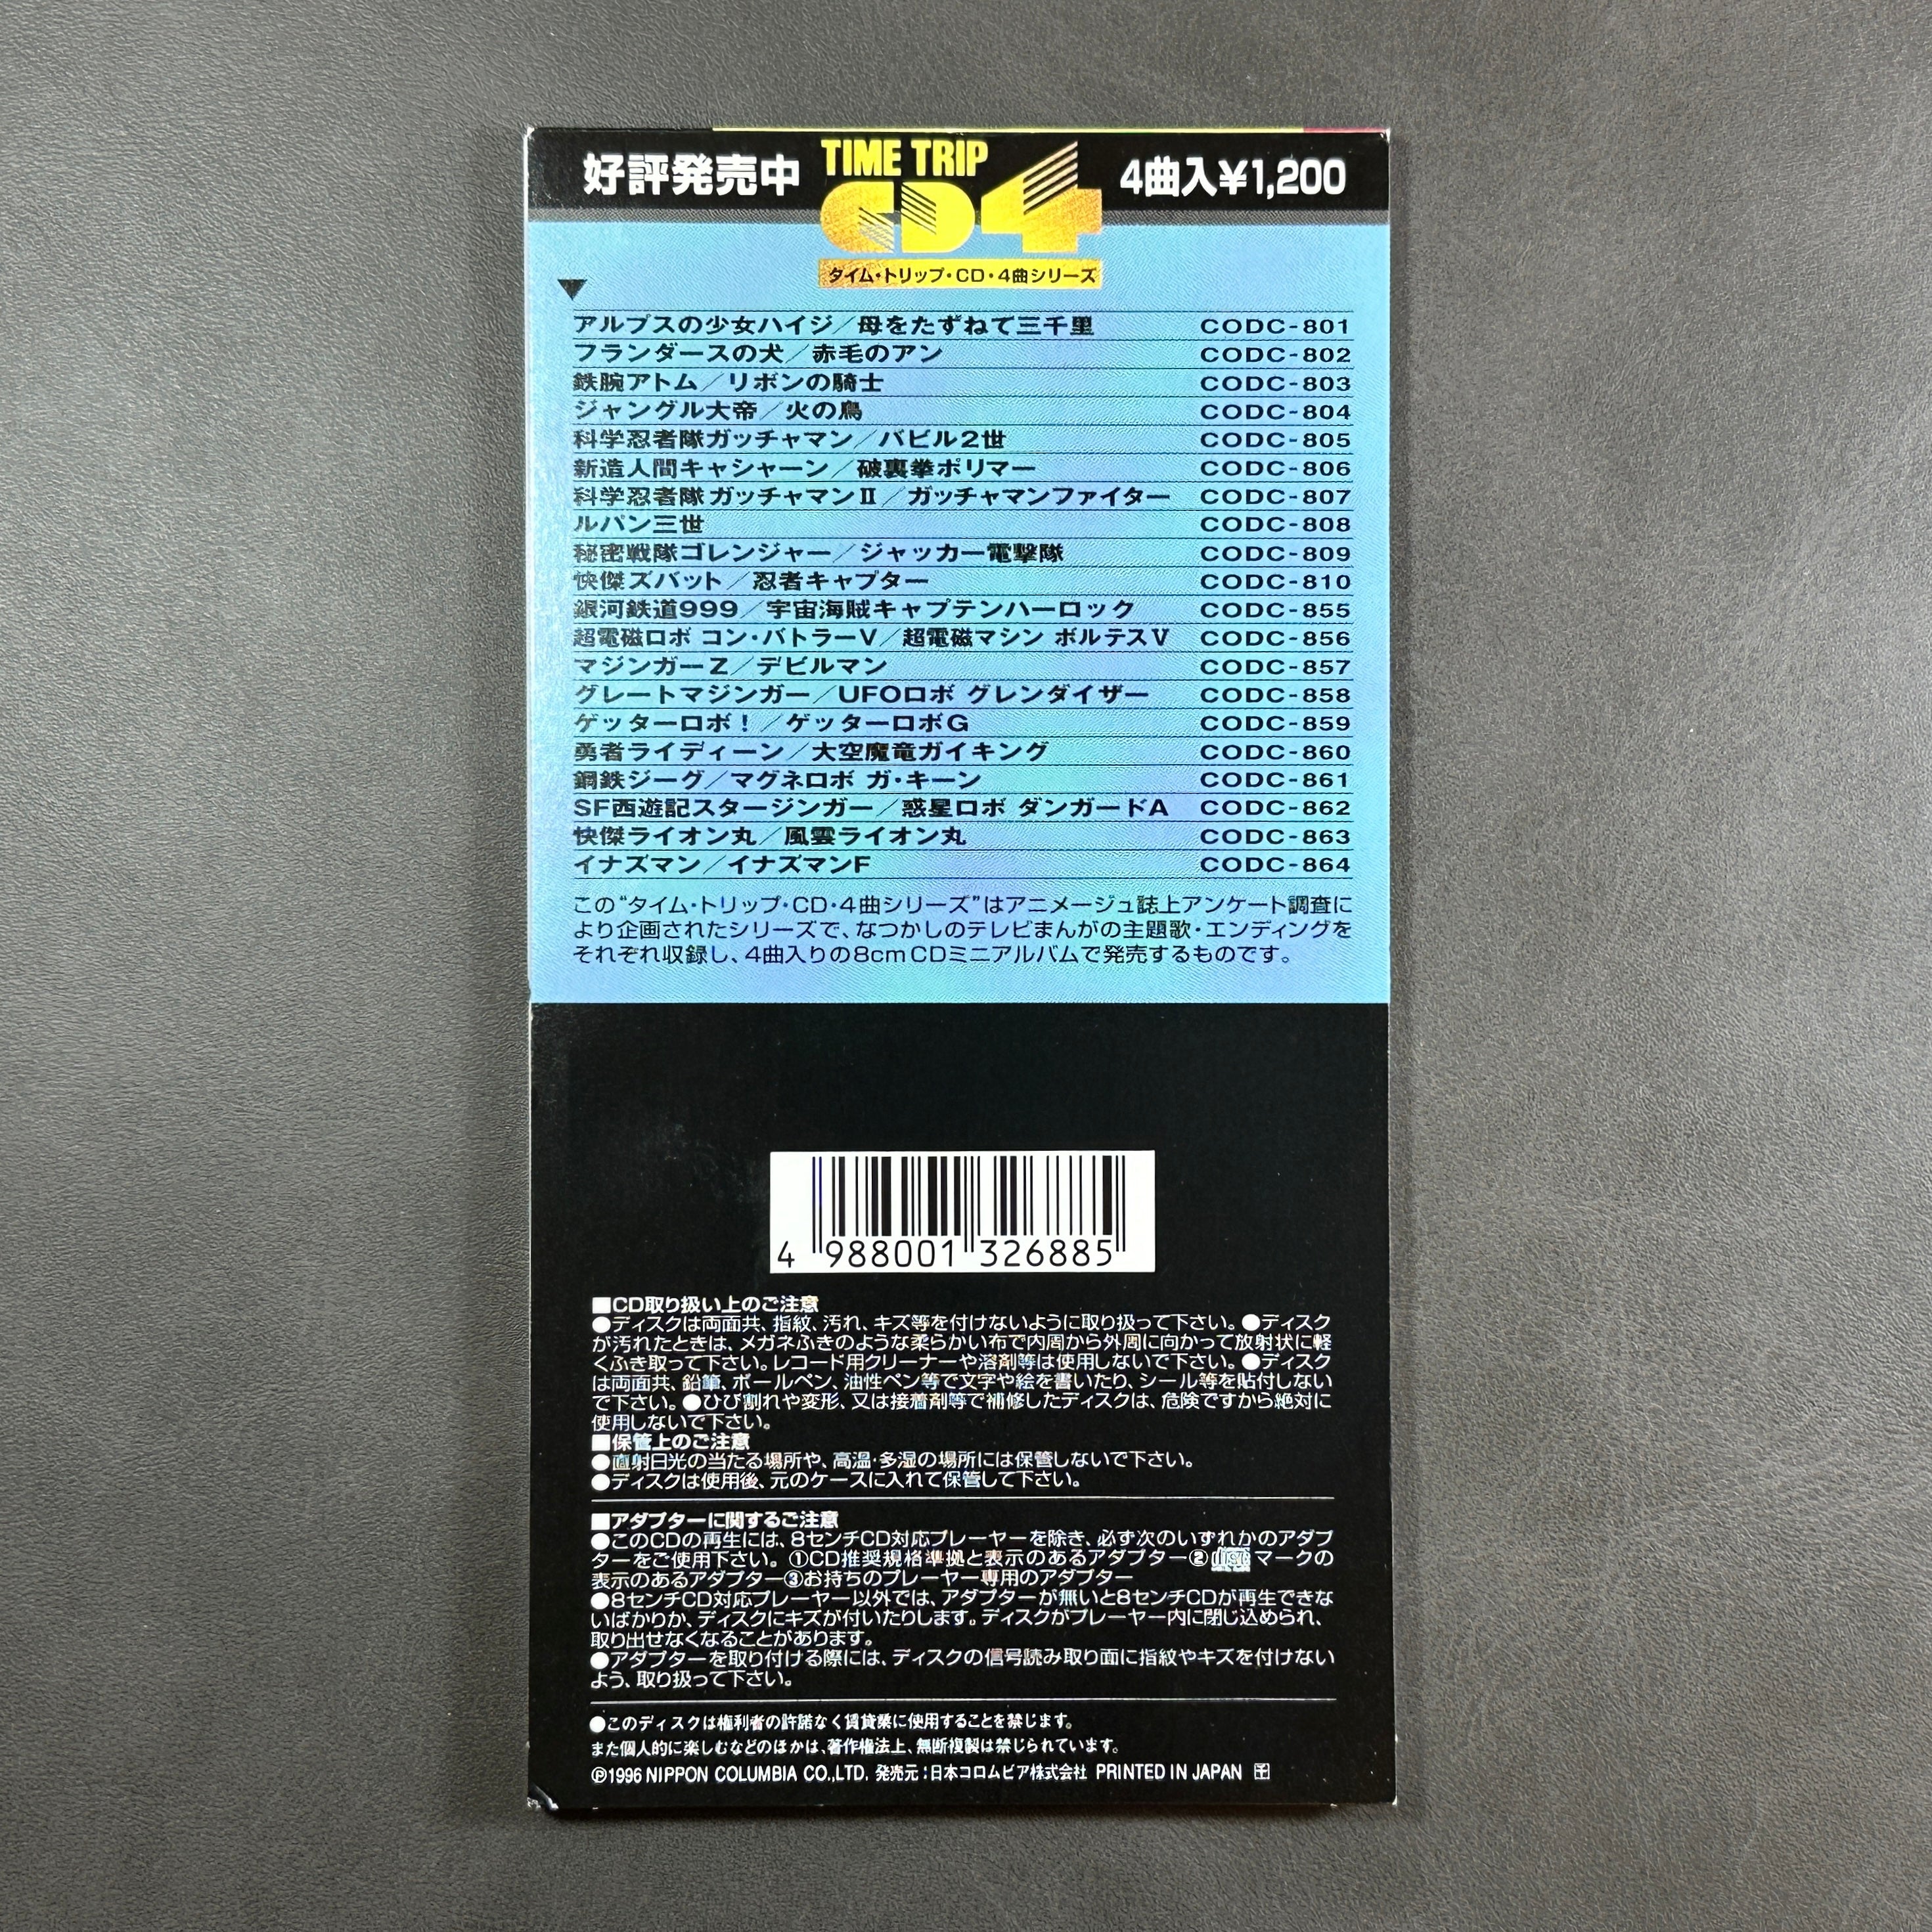 好評発売中 TIME TRIP CD4 4曲入¥1,200
タイム・トリップ・CD・4曲シリーズ
▼
アルプスの少女ハイジ／母をたずねて三千里 CODC-801
フランダースの犬／赤毛のアン CODC-802
鉄腕アトム／リボンの騎士 CODC-803
ジャングル大帝／火の鳥 CODC-804
科学忍者隊ガッチャマン／バビル2世 CODC-805
新造人間キャシャーン／破裏拳ポリマー CODC-806
科学忍者隊ガッチャマンⅡ／ガッチャマンファイター CODC-807
ルパン三世 CODC-808
秘密戦隊ゴレンジャー／ジャッカー電撃隊 CODC-809
快傑ズバット／忍者キャプター CODC-810
銀河鉄道999／宇宙海賊キャプテンハーロック CODC-855
超電磁ロボ コン・バトラーV／超電磁マシン ボルテスV CODC-856
マジンガーZ／デビルマン CODC-857
グレートマジンガー／UFOロボ グレンダイザー CODC-858
ゲッターロボ！／ゲッターロボG CODC-859
勇者ライディーン／大空魔竜ガイキング CODC-860
鋼鉄ジーグ／マグネロボ ガ・キーン CODC-861
SF西遊記スタージンガー／惑星ロボ ダンガードA CODC-862
快傑ライオン丸／風雲ライオン丸 CODC-863
イナズマン／イナズマンF CODC-864
この“タイム・トリップ・CD・4曲シリーズ”はアニメージュ誌上アンケート調査に
より企画されたシリーズで、なつかしのテレビまんがの主題歌・エンディングを
それぞれ収録し、4曲入りの8cmCDミニアルバムで発売するものです。
4 988001 326885
■CD取り扱い上のご注意
●ディスクは両面共、指紋、汚れ、キズ等を付けないように取り扱って下さい。●ディスク
が汚れたときは、メガネふきのような柔らかい布で内周から外周に向かって放射状に軽
くふき取って下さい。レコード用クリーナーや溶剤等は使用しないで下さい。●ディスク
は両面共、鉛筆、ボールペン、油性ペン等で文字や絵を書いたり、シール等を貼付しない
で下さい。●ひび割れや変形、又は接着剤等で補修したディスクは、危険ですから絶対に
使用しないで下さい。
■保管上のご注意
●直射日光の当たる場所や、高温・多湿の場所には保管しないで下さい。
●ディスクは使用後、元のケースに入れて保管して下さい。
■アダプターに関するご注意
●このCDの再生には、8センチCD対応プレーヤーを除き、必ず次のいずれかのアダプ
ターをご使用下さい。①CD推奨規格準拠と表示のあるアダプター②disc マークの
表示のあるアダプター③お持ちのプレーヤー専用のアダプター
●8センチCD対応プレーヤー以外では、アダプターが無いと8センチCDが再生できな
いばかりか、ディスクにキズが付いたりします。ディスクがプレーヤー内に閉じ込められ、
取り出せなくなることがあります。
●アダプターを取り付ける際には、ディスクの信号読み取り面に指紋やキズを付けない
よう、取り扱って下さい。
●このディスクは権利者の許諾なく賃貸業に使用することを禁じます。
また個人的に楽しむなどのほかは、著作権法上、無断複製は禁じられています。
Ⓟ1996 NIPPON COLUMBIA CO.,LTD. 発売元：日本コロムビア株式会社 PRINTED IN JAPAN